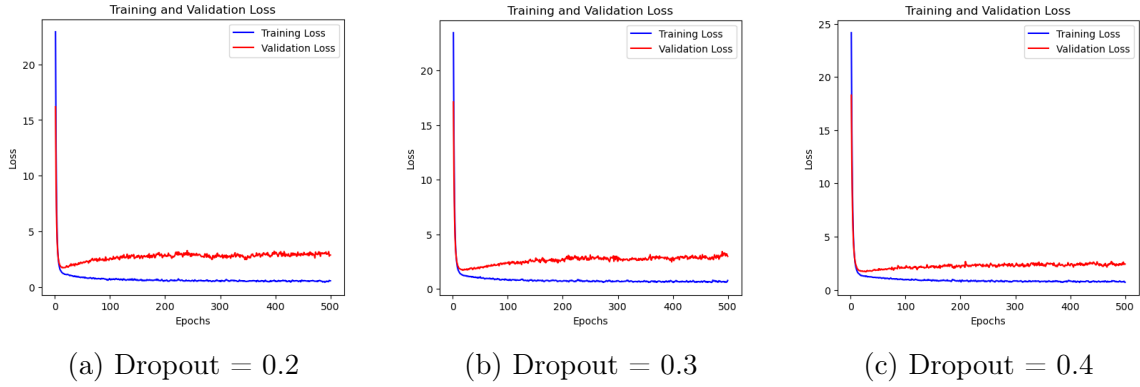 Training and Validation Loss
Training Loss
Validation Loss
20
15
10
5
0
Loss
0 100 200 300 400 500
Epochs
(a) Dropout = 0.2
Training and Validation Loss
Training Loss
Validation Loss
20
15
10
5
0
Loss
0 100 200 300 400 500
Epochs
(b) Dropout = 0.3
Training and Validation Loss
Training Loss
Validation Loss
25
20
15
10
5
0
Loss
0 100 200 300 400 500
Epochs
(c) Dropout = 0.4